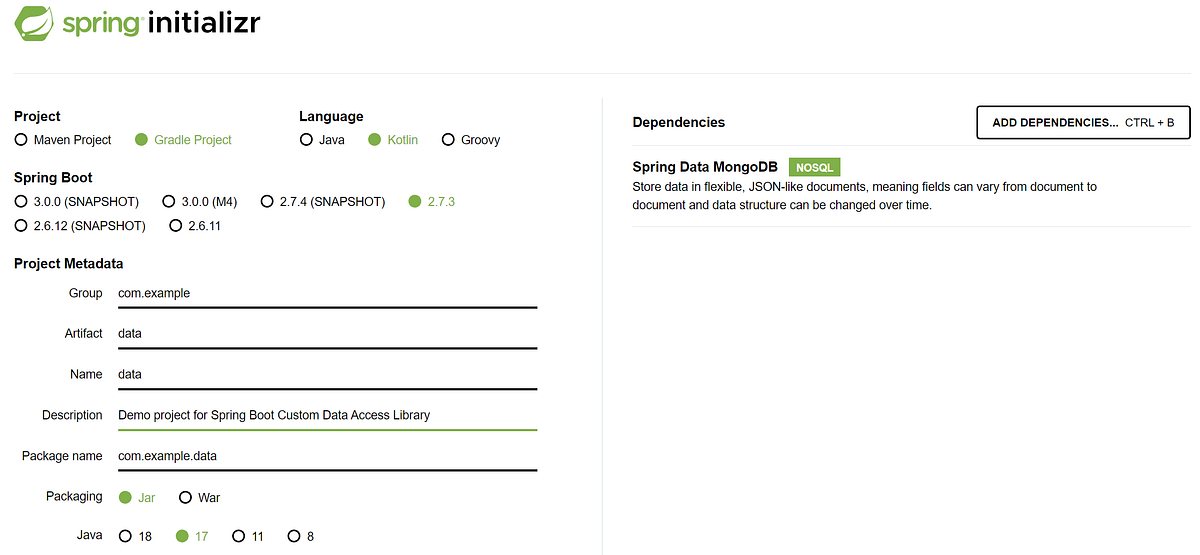 spring initializr
Project
Maven Project Gradle Project
Language
Java Kotlin Groovy
Spring Boot
3.0.0 (SNAPSHOT) 3.0.0 (M4) 2.7.4 (SNAPSHOT) 2.7.3
2.6.12 (SNAPSHOT) 2.6.11
Project Metadata
Group com.example
Artifact data
Name data
Description Demo project for Spring Boot Custom Data Access Library
Package name com.example.data
Packaging Jar War
Java 18 17 11 8
Dependencies
ADD DEPENDENCIES... CTRL + B
Spring Data MongoDB NOSQL
Store data in flexible, JSON-like documents, meaning fields can vary from document to
document and data structure can be changed over time.